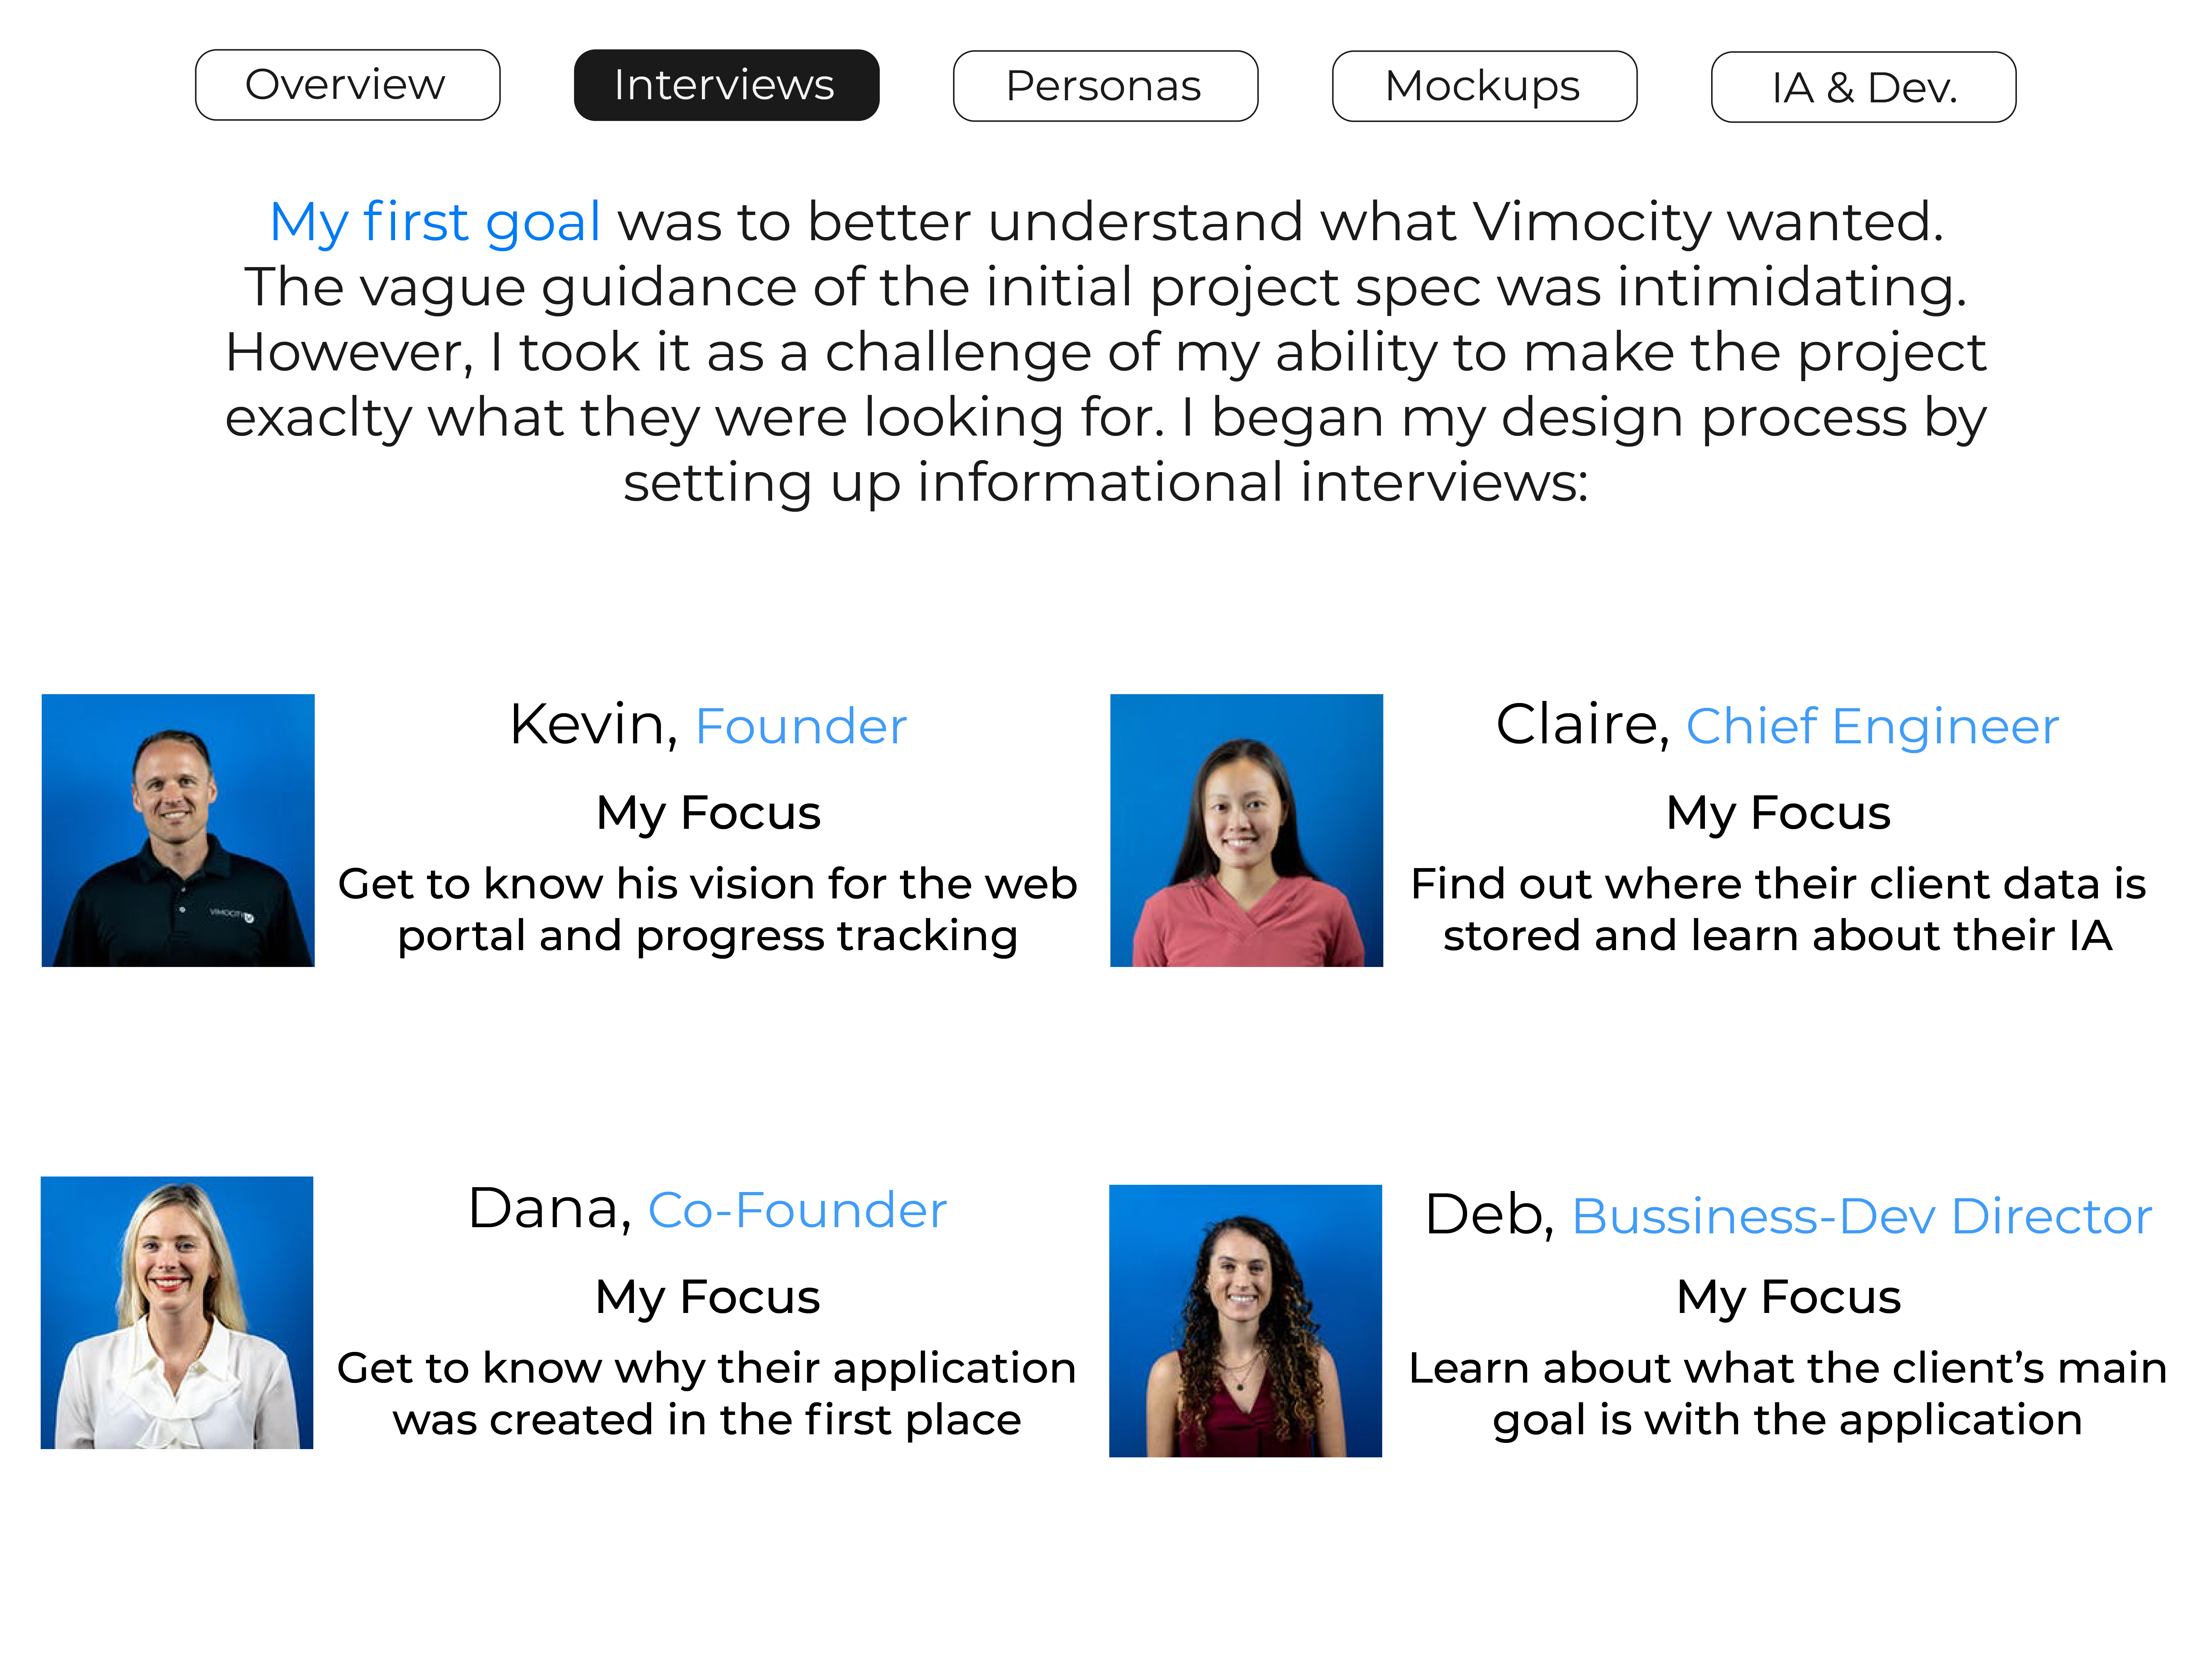 Overview
Interviews
Personas
Mockups
IA & Dev.
My first goal was to better understand what Vimocity wanted.
The vague guidance of the initial project spec was intimidating.
However, I took it as a challenge of my ability to make the project
exaclty what they were looking for. I began my design process by
setting up informational interviews:
VIMOCITY
Kevin, Founder
My Focus
Get to know his vision for the web
portal and progress tracking
Claire, Chief Engineer
My Focus
Find out where their client data is
stored and learn about their IA
Dana, Co-Founder
My Focus
Get to know why their application
was created in the first place
Deb, Bussiness-Dev Director
My Focus
Learn about what the client’s main
goal is with the application